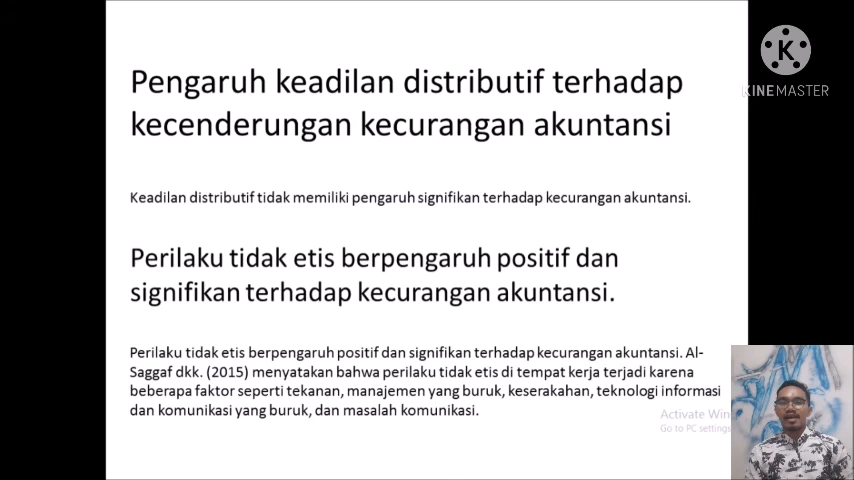 Pengaruh keadilan distributif terhadap
kecenderungan kecurangan akuntansi
Keadilan distributif tidak memiliki pengaruh signifikan terhadap kecurangan akuntansi.
Perilaku tidak etis berpengaruh positif dan
signifikan terhadap kecurangan akuntansi.
Perilaku tidak etis berpengaruh positif dan signifikan terhadap kecurangan akuntansi. Al-
Saggaf dkk. (2015) menyatakan bahwa perilaku tidak etis di tempat kerja terjadi karena
beberapa faktor seperti tekanan, manajemen yang buruk, keserakahan, teknologi informasi
dan komunikasi yang buruk, dan masalah komunikasi.
K
KINEMASTER
Activate Win
Go to PC settings